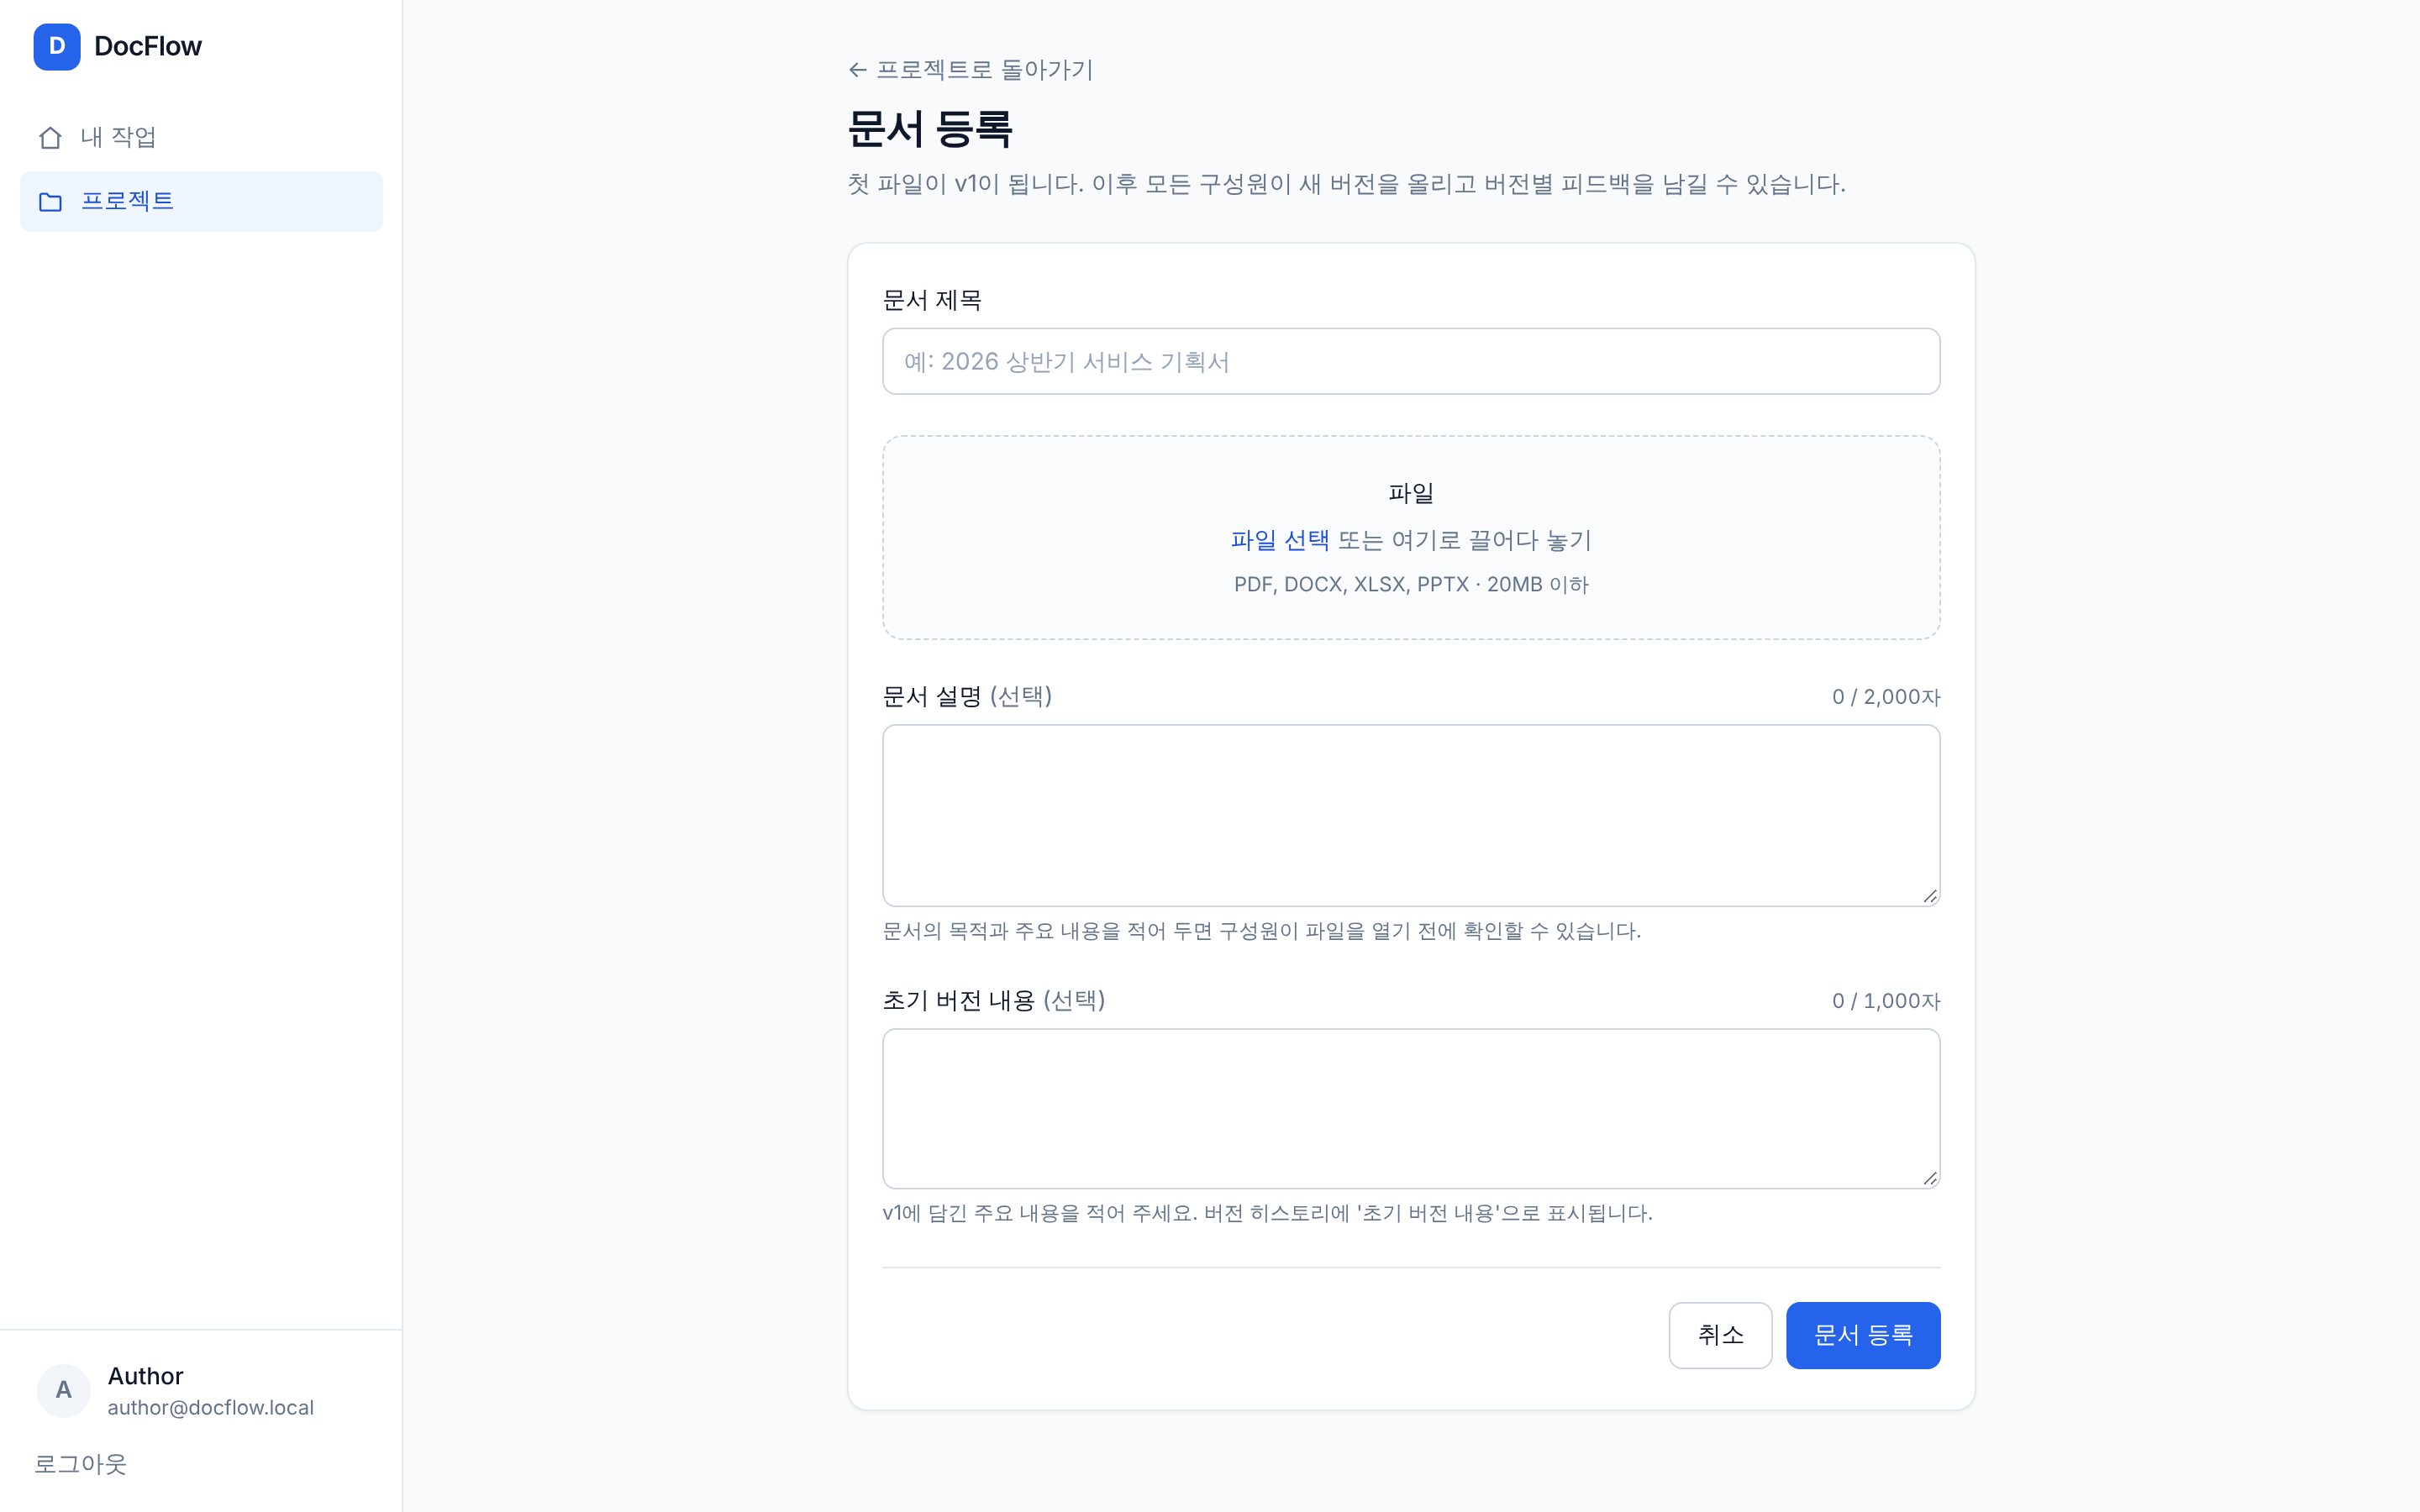 D DocFlow
내 작업
프로젝트
Author
A
author@docflow.local
로그아웃
← 프로젝트로 돌아가기
문서 등록
첫 파일이 v1이 됩니다. 이후 모든 구성원이 새 버전을 올리고 버전별 피드백을 남길 수 있습니다.
문서 제목
예: 2026 상반기 서비스 기획서
파일
파일 선택 또는 여기로 끌어다 놓기
PDF, DOCX, XLSX, PPTX · 20MB 이하
문서 설명 (선택) 0 / 2,000자
문서의 목적과 주요 내용을 적어 두면 구성원이 파일을 열기 전에 확인할 수 있습니다.
초기 버전 내용 (선택) 0 / 1,000자
v1에 담긴 주요 내용을 적어 주세요. 버전 히스토리에 '초기 버전 내용'으로 표시됩니다.
취소 문서 등록